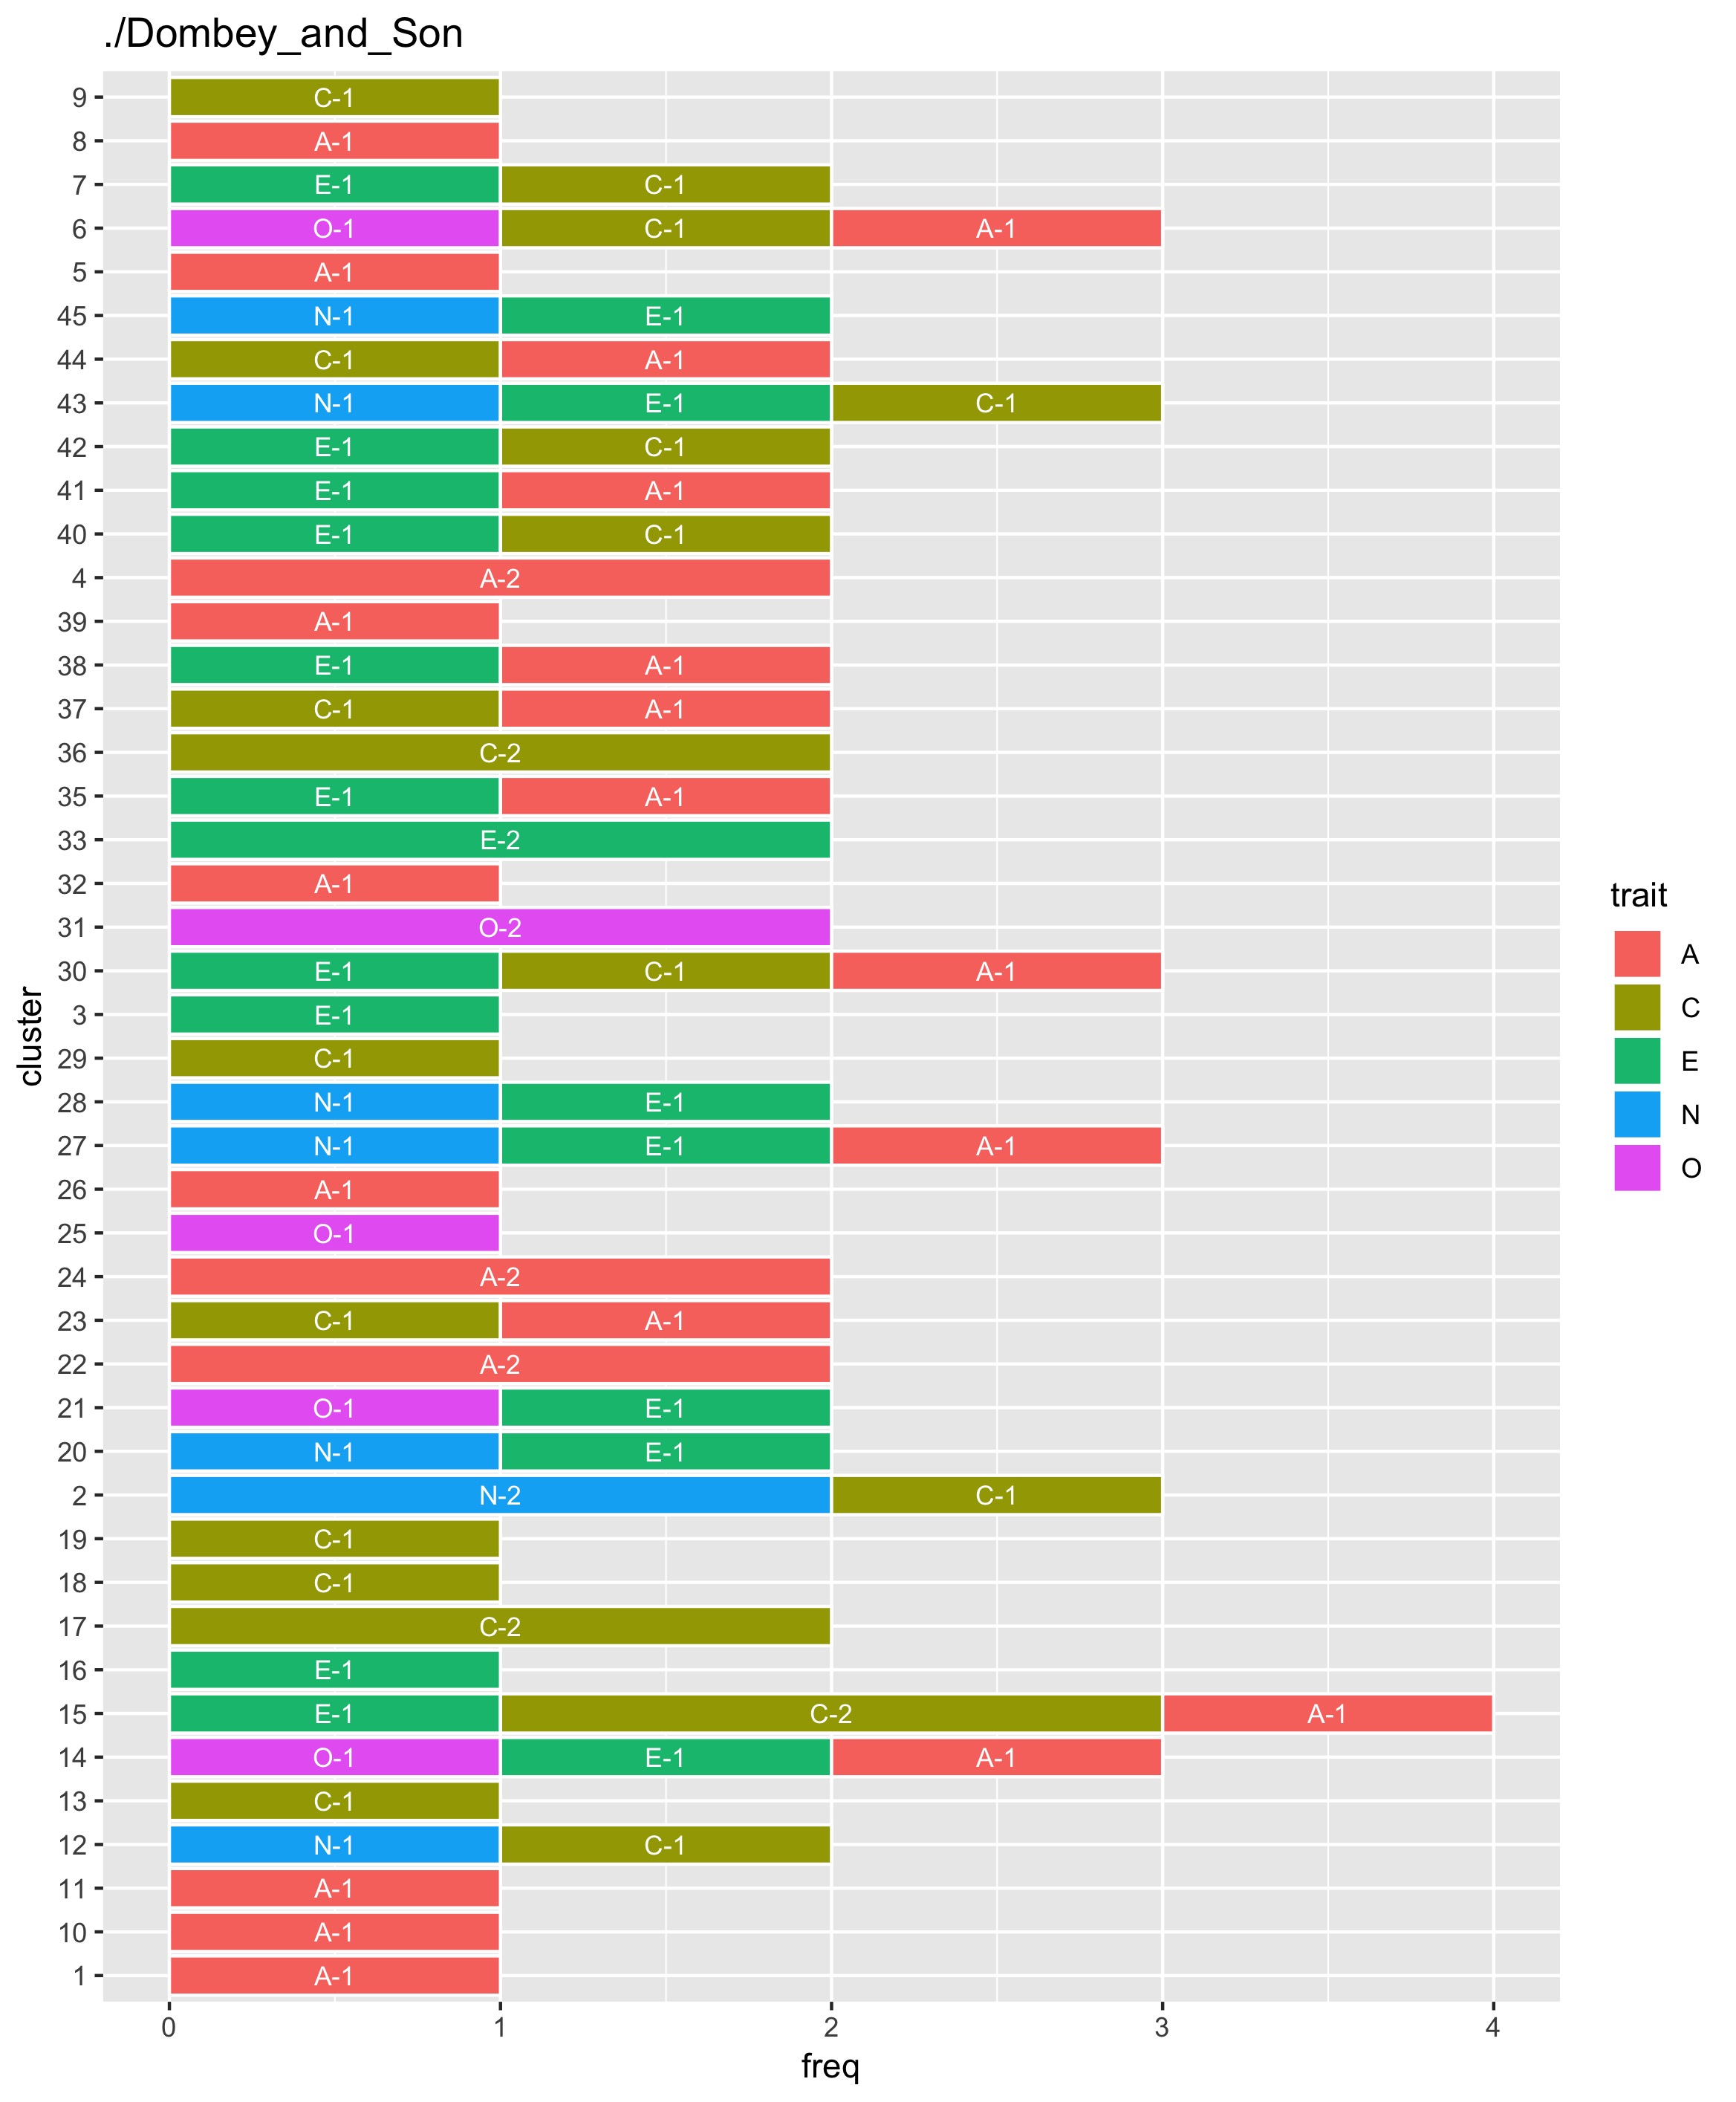 ./Dombey_and_Son
9 C-1
8 A-1
7 E-1 C-1
6 O-1 C-1 A-1
5 A-1
45 N-1 E-1
44 C-1 A-1
43 N-1 E-1 C-1
42 E-1 C-1
41 E-1 A-1
40 E-1 C-1
4 A-2
39 A-1
38 E-1 A-1
37 C-1 A-1
36 C-2
35 E-1 A-1
33 E-2
32 A-1
31 O-2
30 E-1 C-1 A-1
3 E-1
29 C-1
28 N-1 E-1
27 N-1 E-1 A-1
26 A-1
25 O-1
24 A-2
23 C-1 A-1
22 A-2
21 O-1 E-1
20 N-1 E-1
2 N-2 C-1
19 C-1
18 C-1
17 C-2
16 E-1
15 E-1 C-2 A-1
14 O-1 E-1 A-1
13 C-1
12 N-1 C-1
11 A-1
10 A-1
1 A-1
0 1 2 3 4
freq
cluster
trait
A
C
E
N
O